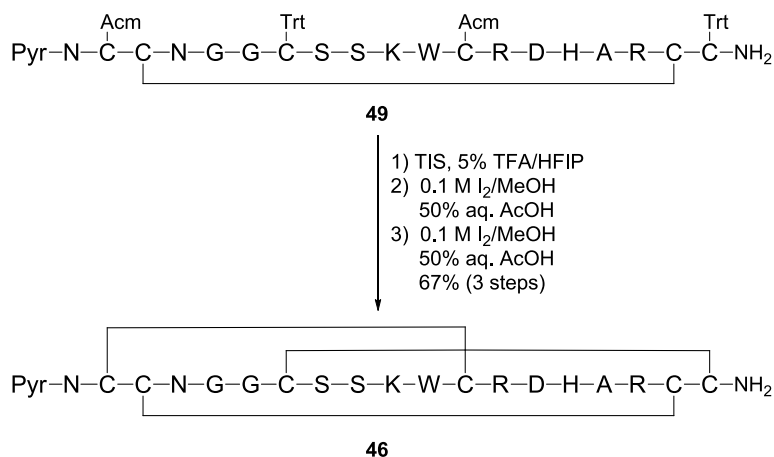 Acm Trt Acm Trt
Pyr–N–C–C–N–G–G–C–S–S–K–W–C–R–D–H–A–R–C–C–NH₂
49
1) TIS, 5% TFA/HFIP
2) 0.1 M I₂/MeOH
50% aq. AcOH
3) 0.1 M I₂/MeOH
50% aq. AcOH
67% (3 steps)
Pyr–N–C–C–N–G–G–C–S–S–K–W–C–R–D–H–A–R–C–C–NH₂
46